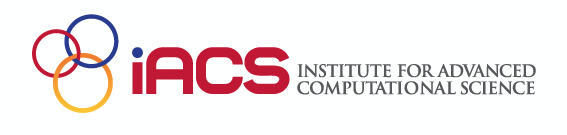 iACS
INSTITUTE FOR ADVANCED
COMPUTATIONAL SCIENCE